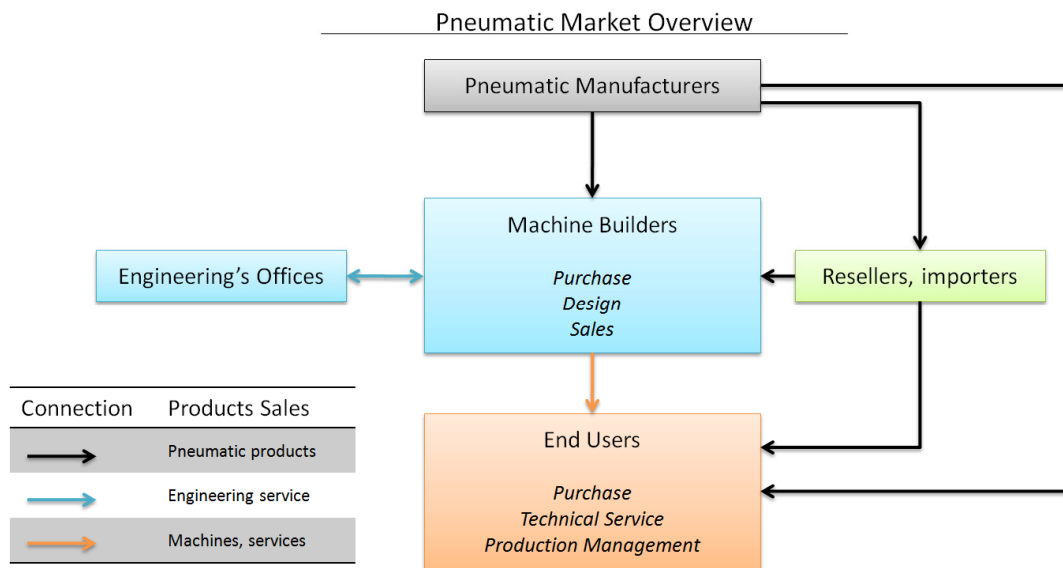 Pneumatic Market Overview
Pneumatic Manufacturers
Machine Builders
Purchase
Design
Sales
Engineering's Offices
Resellers, importers
End Users
Purchase
Technical Service
Production Management
Connection Products Sales
Pneumatic products
Engineering service
Machines, services